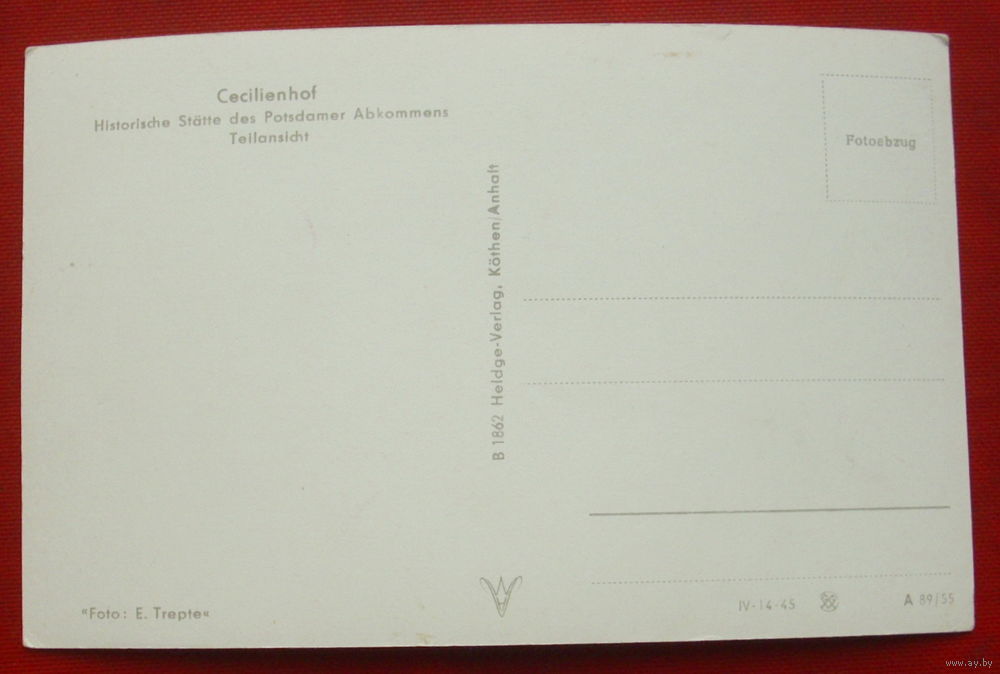 Cecilienhof
Historische Stätte des Potsdamer Abkommens
Teilansicht
Fotoabzug
B 1862 Heldge-Verlag, Köthen/Anhalt
"Foto: E. Trepte"
IV-14-45
A 89/55
www.ay.by